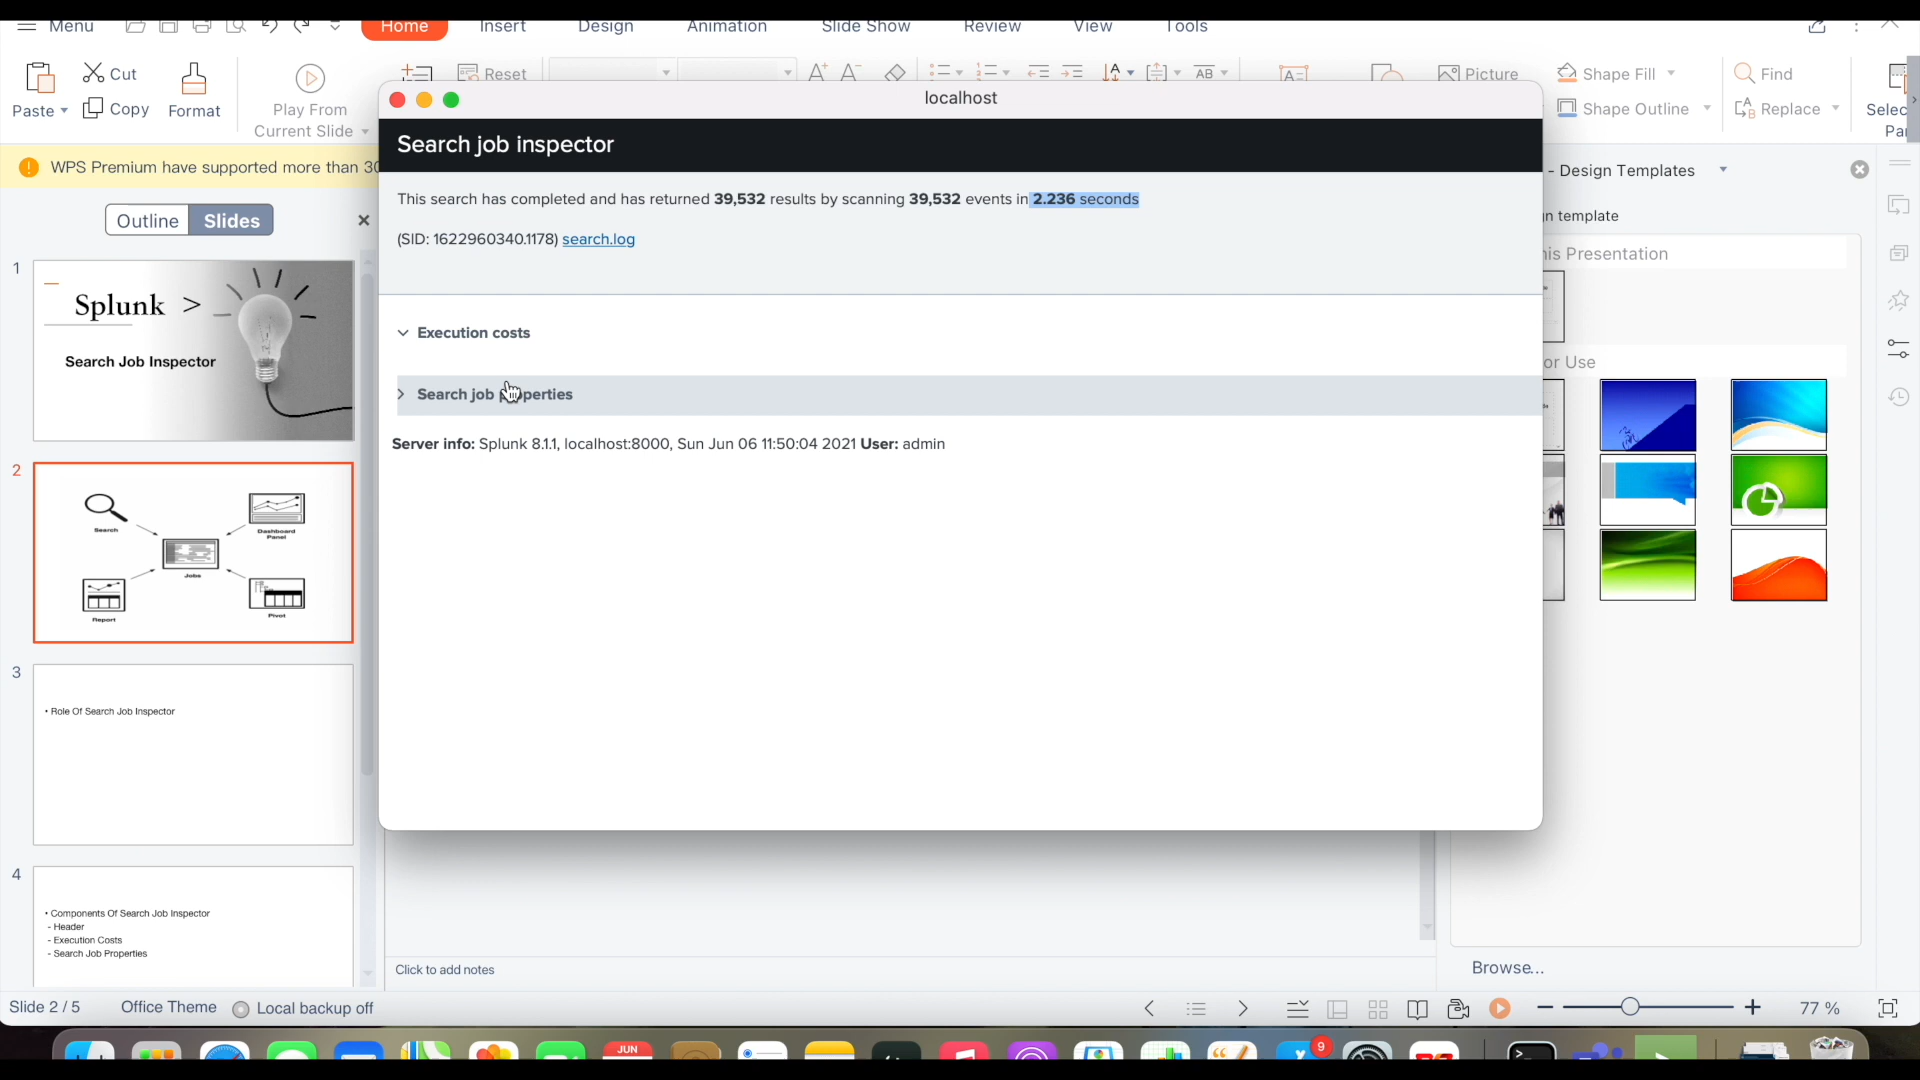 Menu
Home
Insert
Design
Animation
Slide Show
Review
View
Tools
Paste
Cut
Copy
Format
Play From
Current Slide
Reset
Picture
Shape Fill
Shape Outline
Find
Replace
WPS Premium have supported more than
Outline
Slides
1
Splunk >
Search Job Inspector
2
Search
Dashboard
Panel
Jobs
Report
Pivot
3
• Role Of Search Job Inspector
4
• Components Of Search Job Inspector
- Header
- Execution Costs
- Search Job Properties
localhost
Search job inspector
This search has completed and has returned 39,532 results by scanning 39,532 events in 2.236 seconds
(SID: 1622960340.1178) search.log
Execution costs
Search job properties
Server info: Splunk 8.1.1, localhost:8000, Sun Jun 06 11:50:04 2021 User: admin
- Design Templates
template
Presentation
Use
Browse...
Click to add notes
Slide 2 / 5
Office Theme
Local backup off
77 %
JUN
9